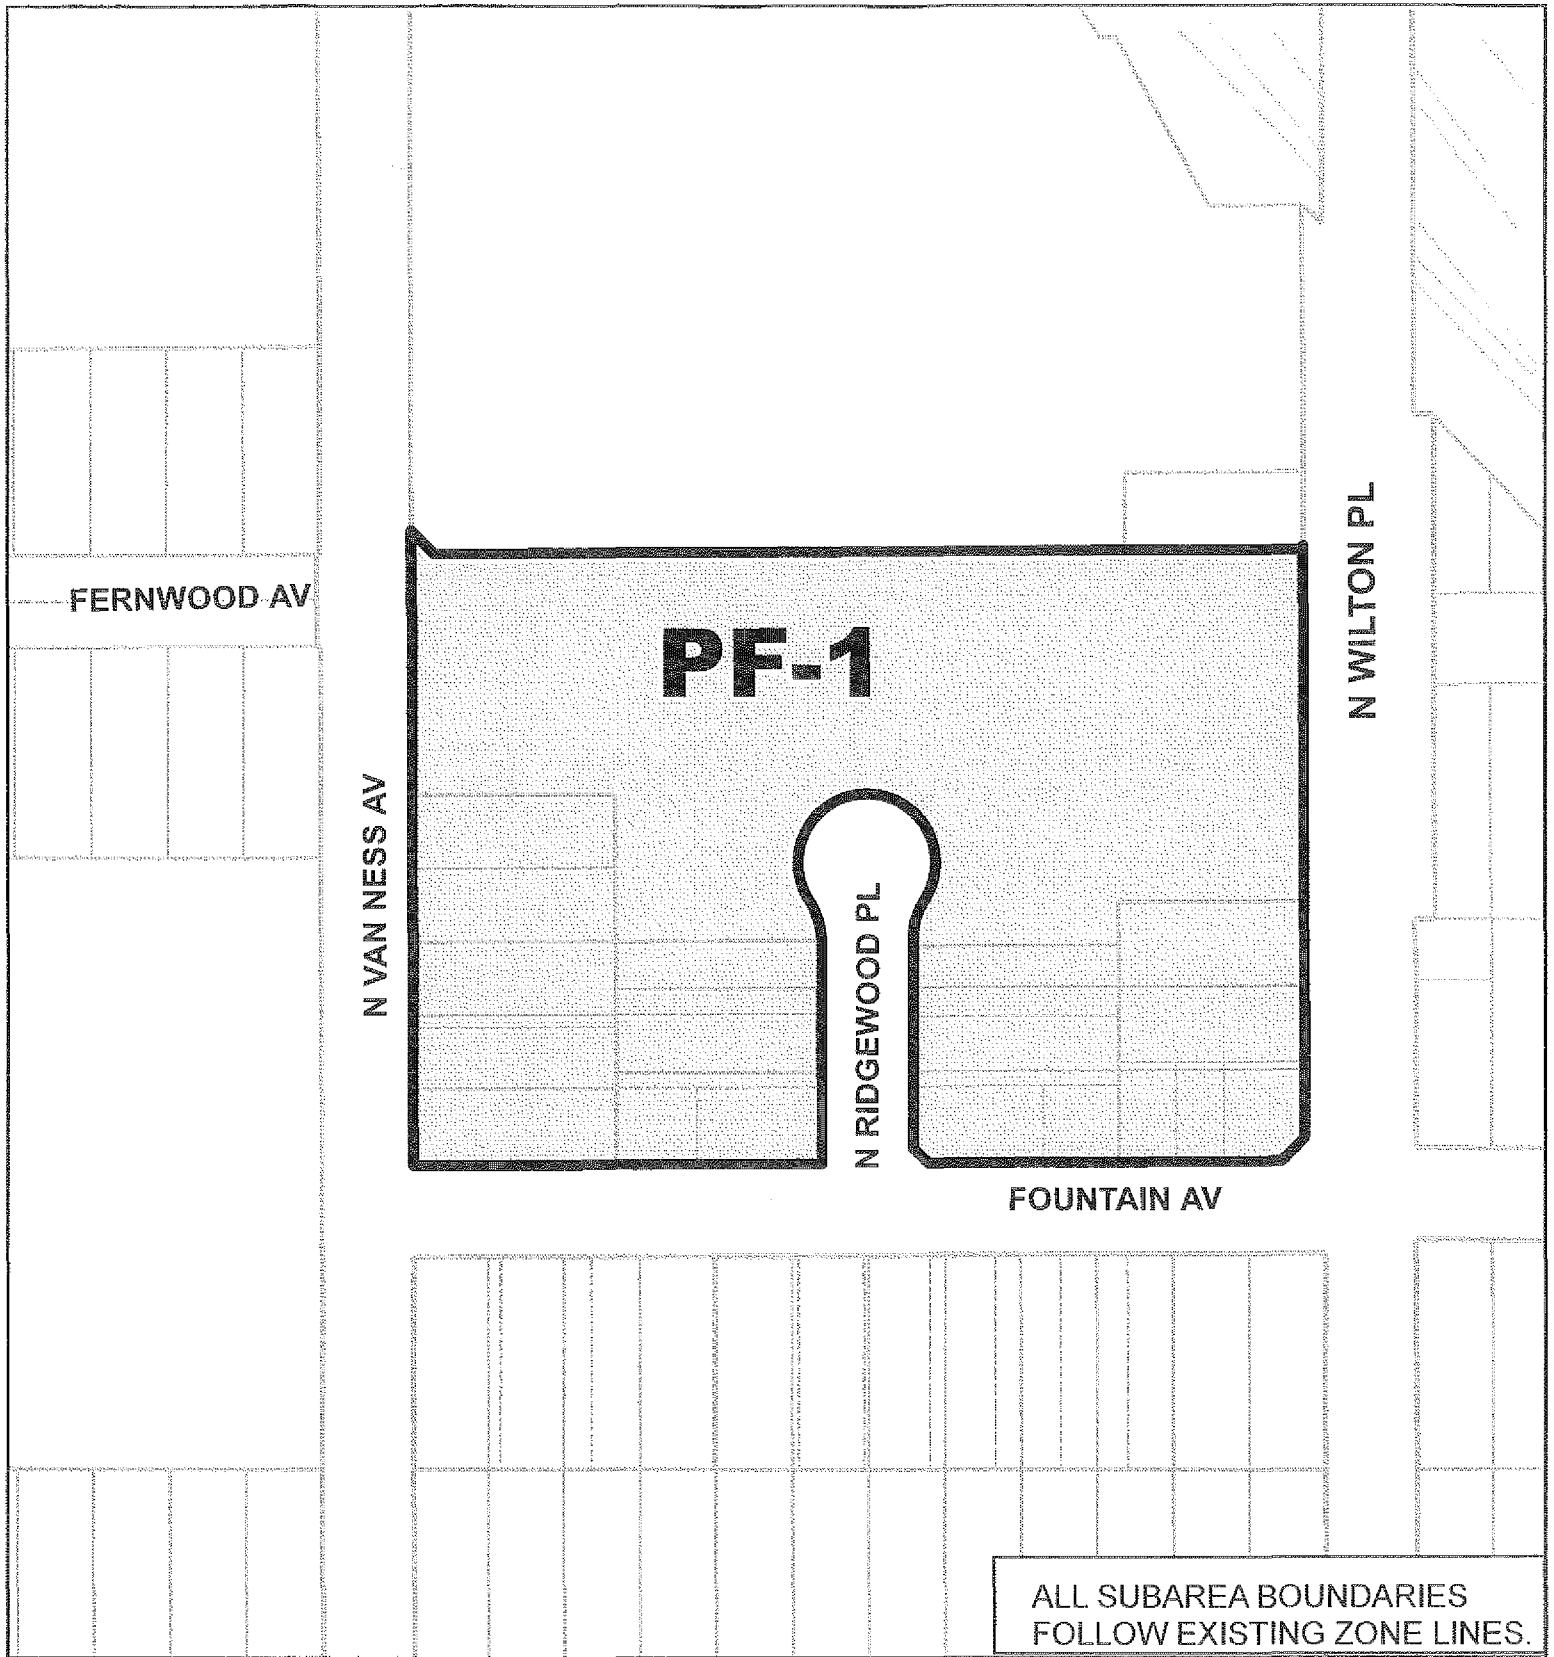 FERNWOOD AV
PF-1
N WILTON PL
N VAN NESS AV
N RIDGEWOOD PL
FOUNTAIN AV
ALL SUBAREA BOUNDARIES
FOLLOW EXISTING ZONE LINES.